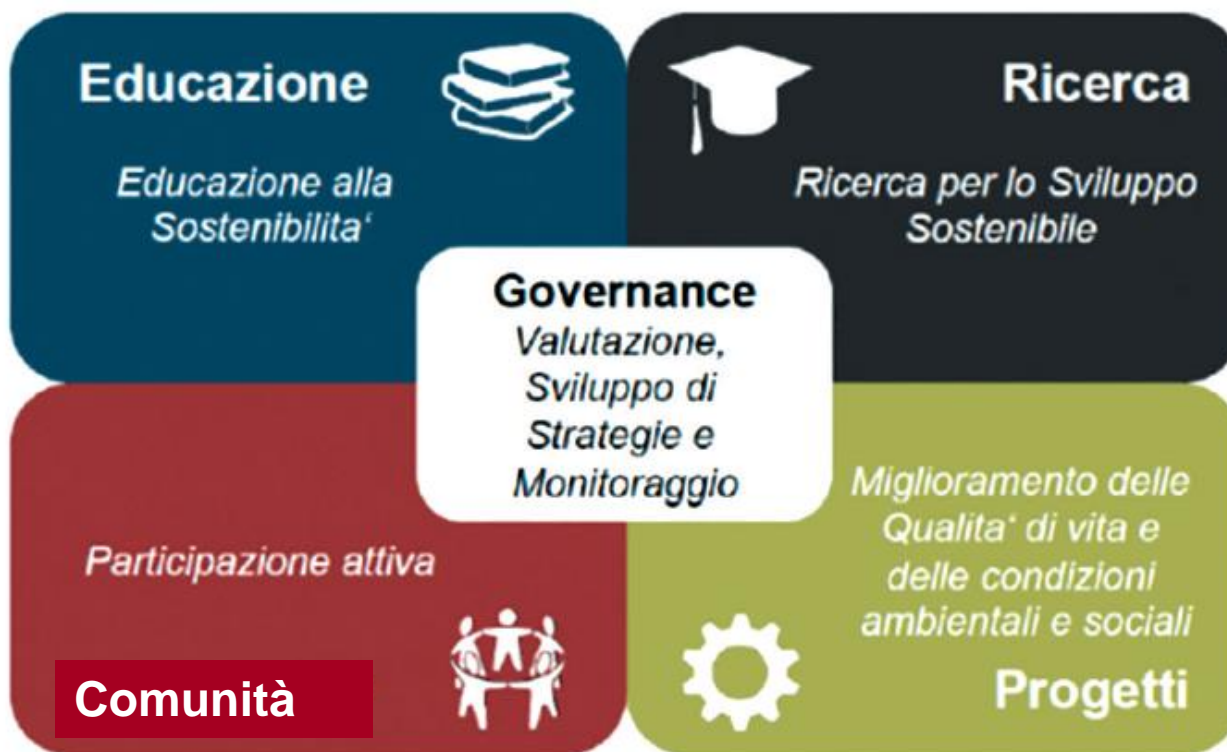 Educazione
Educazione alla
Sostenibilita‘
Ricerca
Ricerca per lo Sviluppo
Sostenibile
Governance
Valutazione,
Sviluppo di
Strategie e
Monitoraggio
Participazione attiva
Comunità
Miglioramento delle
Qualita‘ di vita e
delle condizioni
ambientali e sociali
Progetti